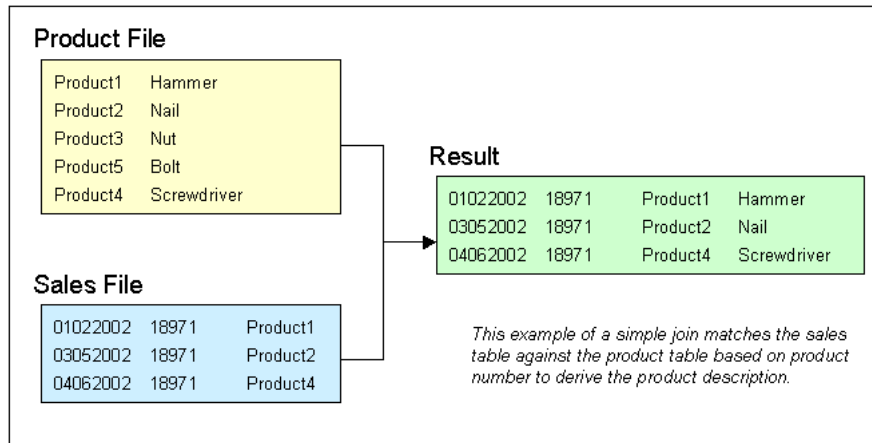 Product File
Product1 Hammer
Product2 Nail
Product3 Nut
Product5 Bolt
Product4 Screwdriver
Sales File
01022002 18971 Product1
03052002 18971 Product2
04062002 18971 Product4
Result
01022002 18971 Product1 Hammer
03052002 18971 Product2 Nail
04062002 18971 Product4 Screwdriver
This example of a simple join matches the sales
table against the product table based on product
number to derive the product description.